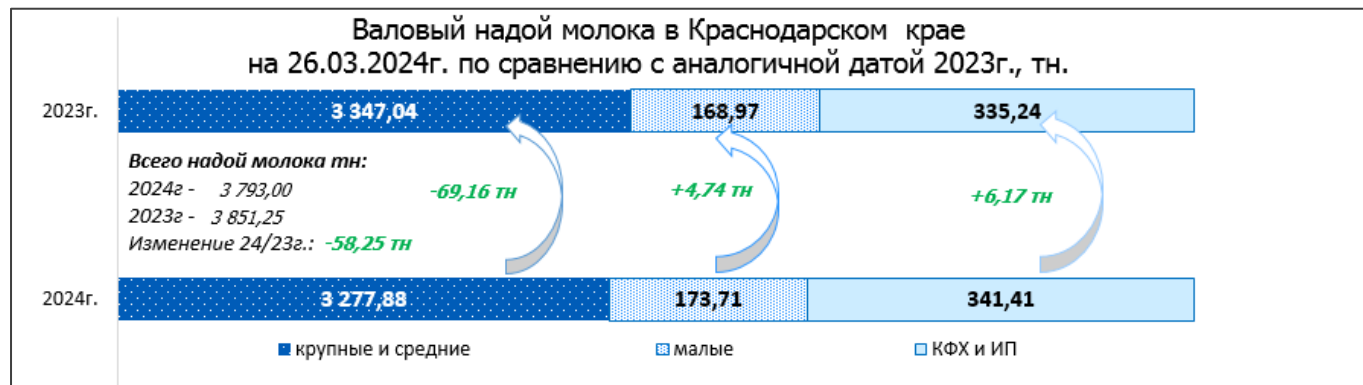 Валовый надой молока в Краснодарском крае
на 26.03.2024г. по сравнению с аналогичной датой 2023г., тн.
2023г.
3 347,04
168,97
335,24
Всего надой молока тн:
2024г - 3 793,00
2023г - 3 851,25
Изменение 24/23г.: -58,25 тн
-69,16 тн
+4,74 тн
+6,17 тн
2024г.
3 277,88
173,71
341,41
крупные и средние
малые
КФХ и ИП